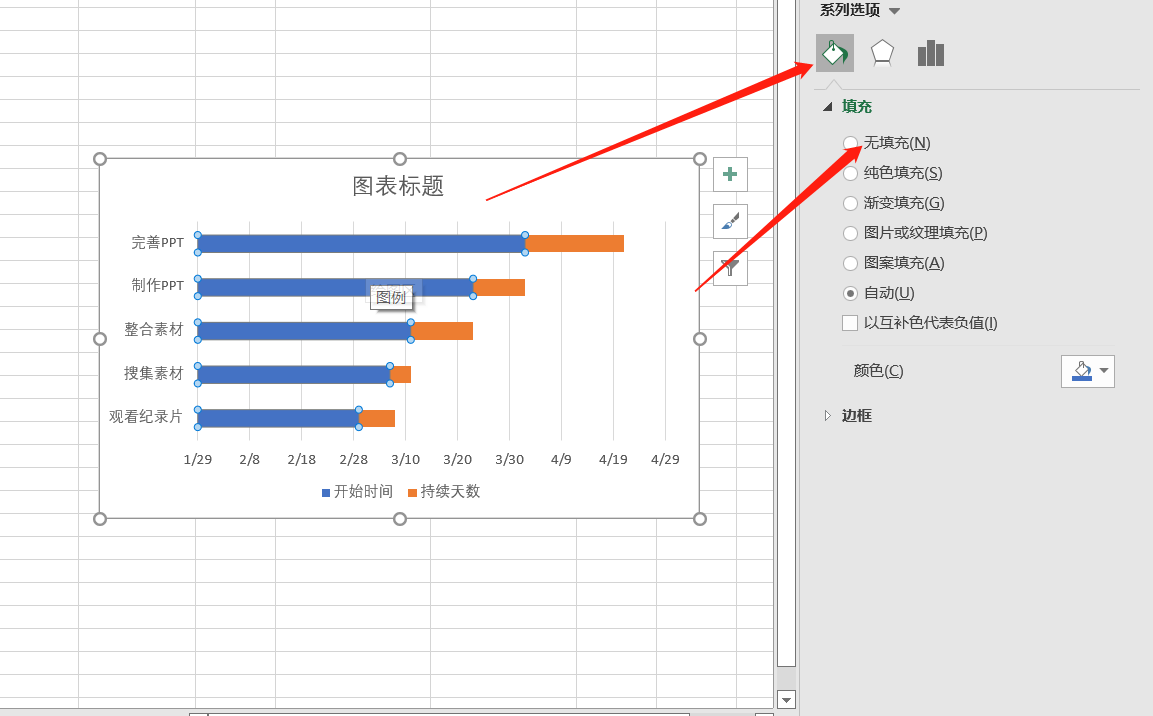 系列选项
填充
无填充(N)
纯色填充(S)
渐变填充(G)
图片或纹理填充(P)
图案填充(A)
自动(U)
以互补色代表负值(I)
颜色(C)
边框
图表标题
完善PPT
制作PPT
图例
整合素材
搜集素材
观看纪录片
1/29 2/8 2/18 2/28 3/10 3/20 3/30 4/9 4/19 4/29
开始时间 持续天数